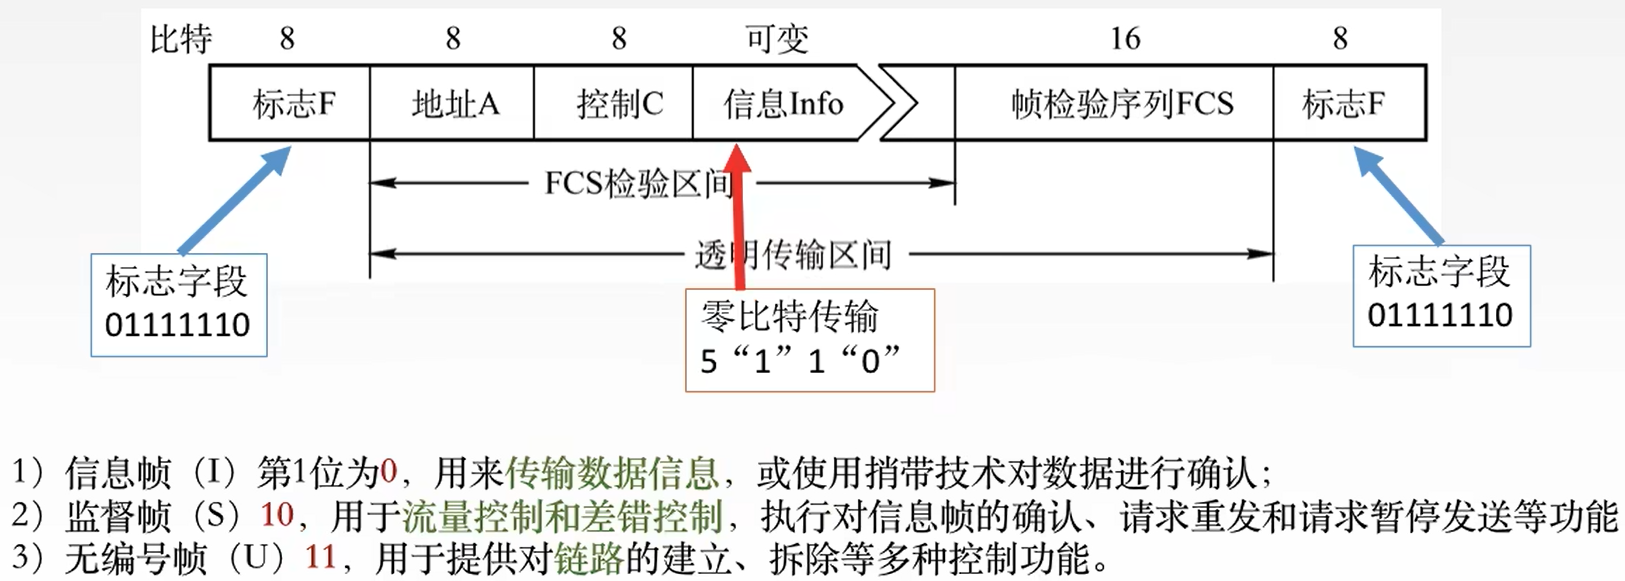 比特 8 8 8 可变 16 8
标志F 地址A 控制C 信息Info 帧检验序列FCS 标志F
FCS检验区间
透明传输区间
标志字段
01111110
零比特传输
5“1”1“0”
标志字段
01111110
1）信息帧（I）第1位为0，用来传输数据信息，或使用捎带技术对数据进行确认；
2）监督帧（S）10，用于流量控制和差错控制，执行对信息帧的确认、请求重发和请求暂停发送等功能
3）无编号帧（U）11，用于提供对链路的建立、拆除等多种控制功能。